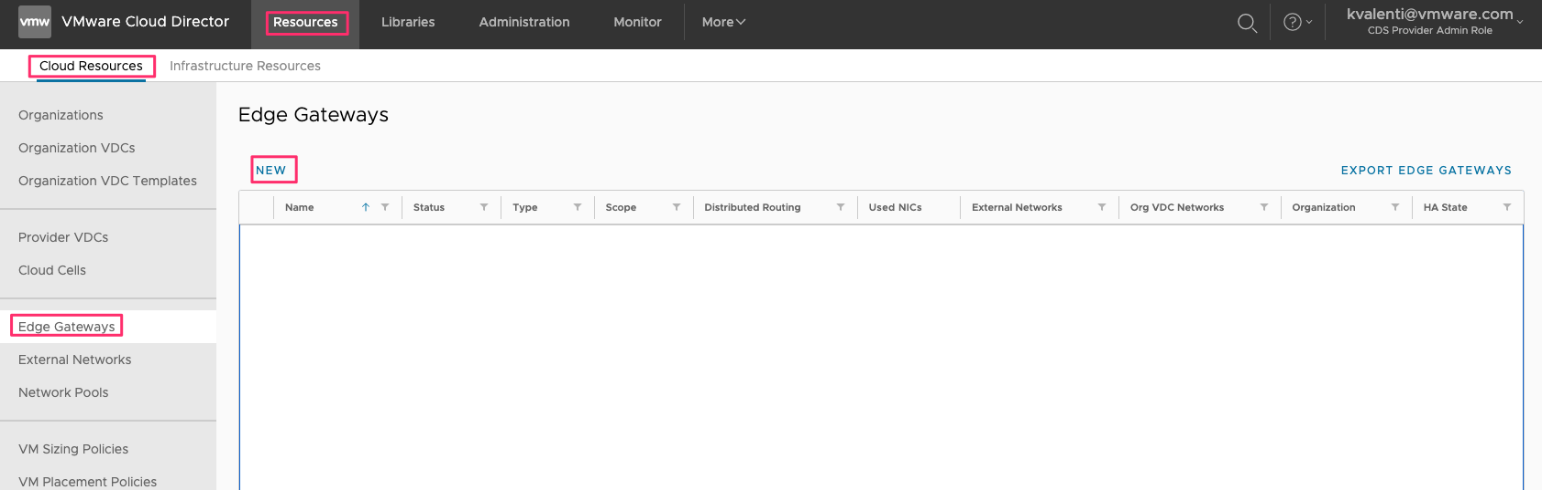 vmw VMware Cloud Director Resources Libraries Administration Monitor More kvalenti@vmware.com
CDS Provider Admin Role
Cloud Resources Infrastructure Resources
Organizations
Organization VDCs
Organization VDC Templates
Provider VDCs
Cloud Cells
Edge Gateways
External Networks
Network Pools
VM Sizing Policies
VM Placement Policies
Edge Gateways
NEW EXPORT EDGE GATEWAYS
Name Status Type Scope Distributed Routing Used NICs External Networks Org VDC Networks Organization HA State